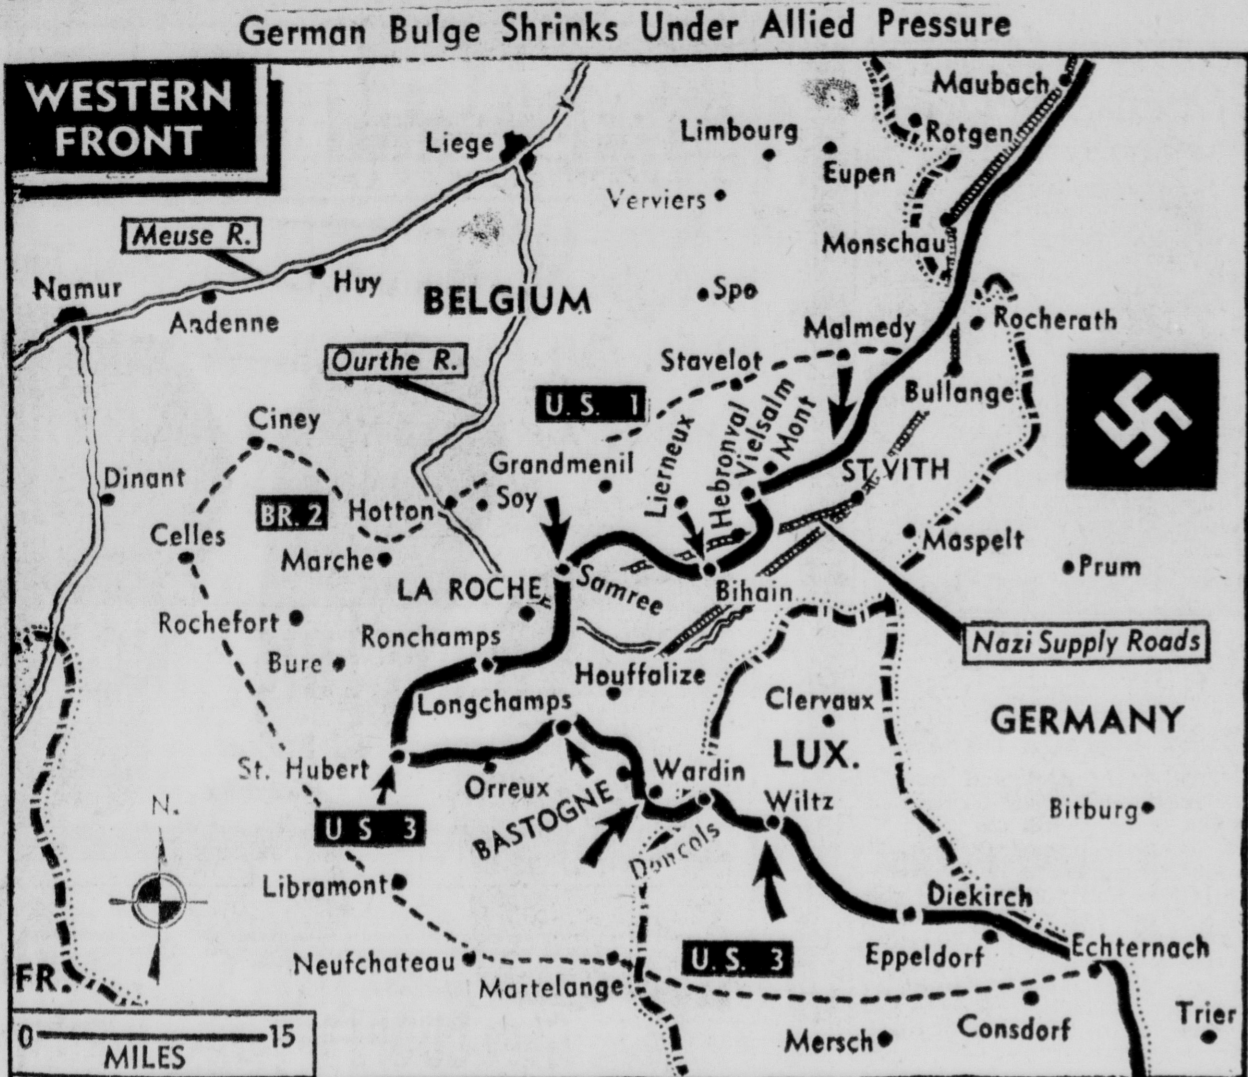 German Bulge Shrinks Under Allied Pressure
WESTERN
FRONT
Maubach
Liege
Limbourg
Rotgen
Eupen
Verviers
Meuse R.
Monschau
Namur
Huy
BELGIUM
Spa
Andenne
Malmedy
Rocherath
Ourthe R.
Stavelot
Bullange
U. S. 1
Ciney
Lierneux
Hebronval
Vielsalm
Mont
Grandmenil
ST. VITH
Dinant
BR. 2
Hotton
Soy
Celles
Marche
Maspelt
Prum
LA ROCHE
Samree
Bihain
Rochefort
Ronchamps
Nazi Supply Roads
Bure
Houffalize
Longchamps
Clervaux
GERMANY
St. Hubert
Orreux
Wardin
LUX.
N.
U S 3
BASTOGNE
Doncols
Wiltz
Bitburg
Libramont
Diekirch
Neufchateau
Martelange
U. S. 3
Eppeldorf
Echternach
FR.
0 15
MILES
Mersch
Consdorf
Trier